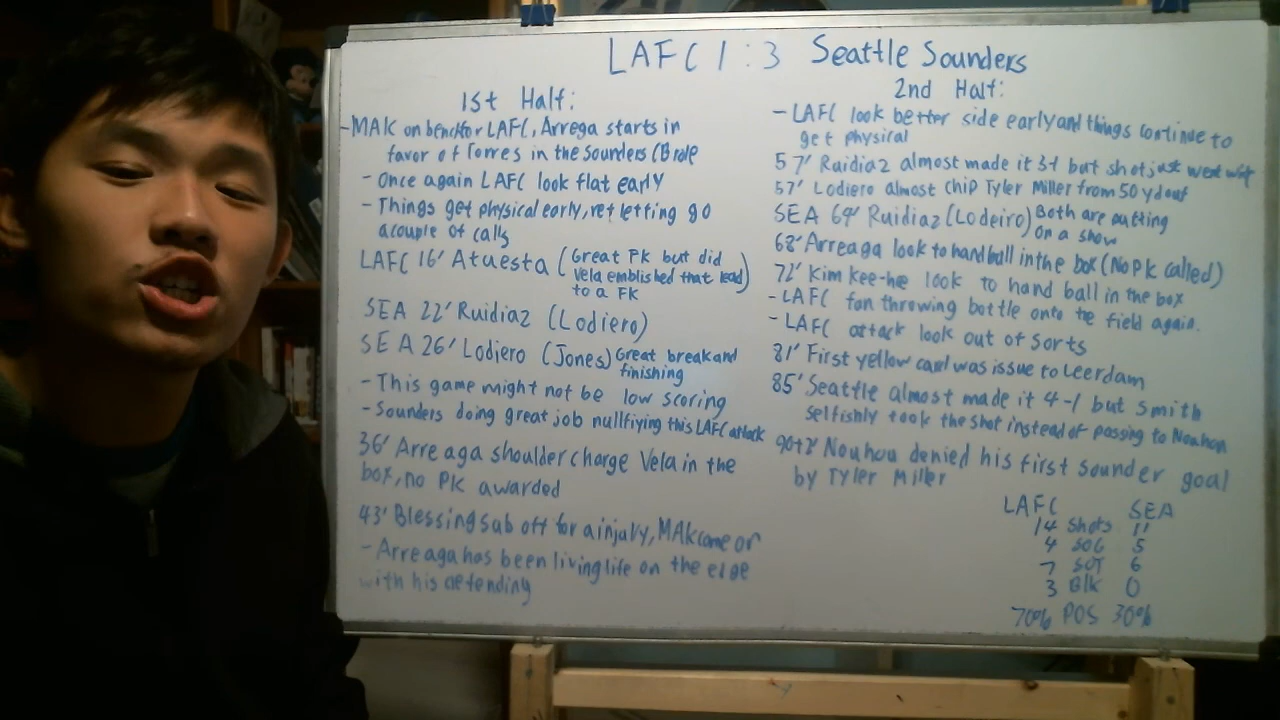 LAFC 1 : 3 Seattle Sounders
1st Half:
- MAK on bench for LAFC, Arrega starts in
favor of Torres in the Sounders CB role
- Once again LAFC look flat early
- Things get physical early, ref letting go
a couple of calls
LAFC 16' Atuesta (Great FK but did
Vela emblished that lead)
to a FK
SEA 22' Ruidiaz (Lodiero)
SEA 26' Lodiero (Jones) Great break and
finishing
- This game might not be low scoring
- Sounders doing great job nullfiying this LAFC attack
36' Arreaga shoulder charge Vela in the
box, no PK awarded
43' Blessing sub off for a injury, MAK come on
- Arreaga has been living life on the edge
with his defending
2nd Half:
- LAFC look better side early and things continue to
get physical
57' Ruidiaz almost made it 3-1 but shot just went
57' Lodiero almost chip Tyler Miller from 50 yd out
SEA 64' Ruidiaz (Lodeiro) Both are putting
on a show
68' Arreaga look to hand ball in the box (No PK called)
72' Kim Kee-hee look to hand ball in the box
- LAFC fan throwing bottle onto the field again.
- LAFC attack look out of sorts
81' First yellow card was issue to Leerdam
85' Seattle almost made it 4-1 but Smith
selfishly took the shot instead of passing to Nouhou
90+2' Nouhou denied his first sounder goal
by Tyler Miller
LAFC SEA
14 Shots 11
4 SOG 5
7 SOT 6
3 Blk 0
70% POS 30%